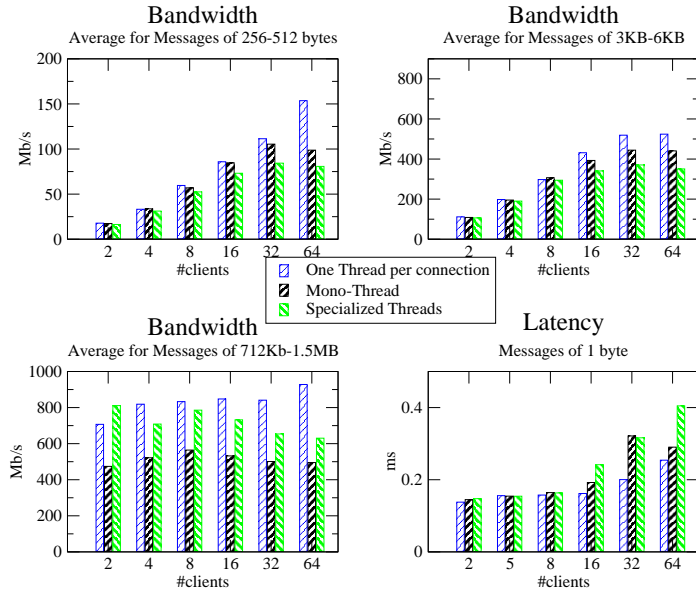 Bandwidth
Average for Messages of 256-512 bytes
200
150
100
50
0
Mb/s
2 4 8 16 32 64
#clients
Bandwidth
Average for Messages of 3KB-6KB
800
600
400
200
0
Mb/s
2 4 8 16 32 64
#clients
One Thread per connection
Mono-Thread
Specialized Threads
Bandwidth
Average for Messages of 712Kb-1.5MB
1000
800
600
400
200
0
Mb/s
2 4 8 16 32 64
#clients
Latency
Messages of 1 byte
0.4
0.2
0
ms
2 5 8 16 32 64
#clients